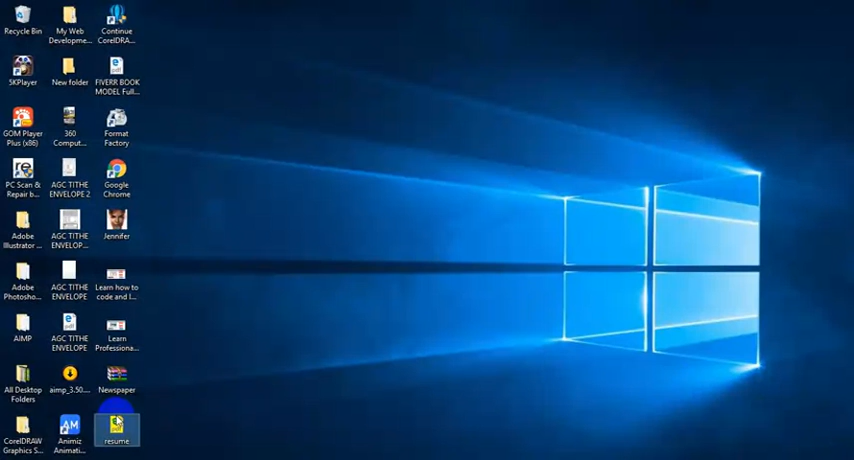 Recycle Bin
My Web
Developme...
Continue
CorelDRA...
5KPlayer
New folder
FIVERR BOOK
MODEL Full...
GOM Player
Plus (x86)
360
Comput...
Format
Factory
PC Scan &
Repair b...
AGC TITHE
ENVELOPE 2
Google
Chrome
Adobe
Illustrator ...
AGC TITHE
ENVELOP...
Jennifer
Adobe
Photosho...
AGC TITHE
ENVELOPE
Learn how to
code and l...
AIMP
AGC TITHE
ENVELOPE
Learn
Professiona...
All Desktop
Folders
aimp_3.50....
Newspaper
CorelDRAW
Graphics S...
AM
Animiz
Animati...
resume